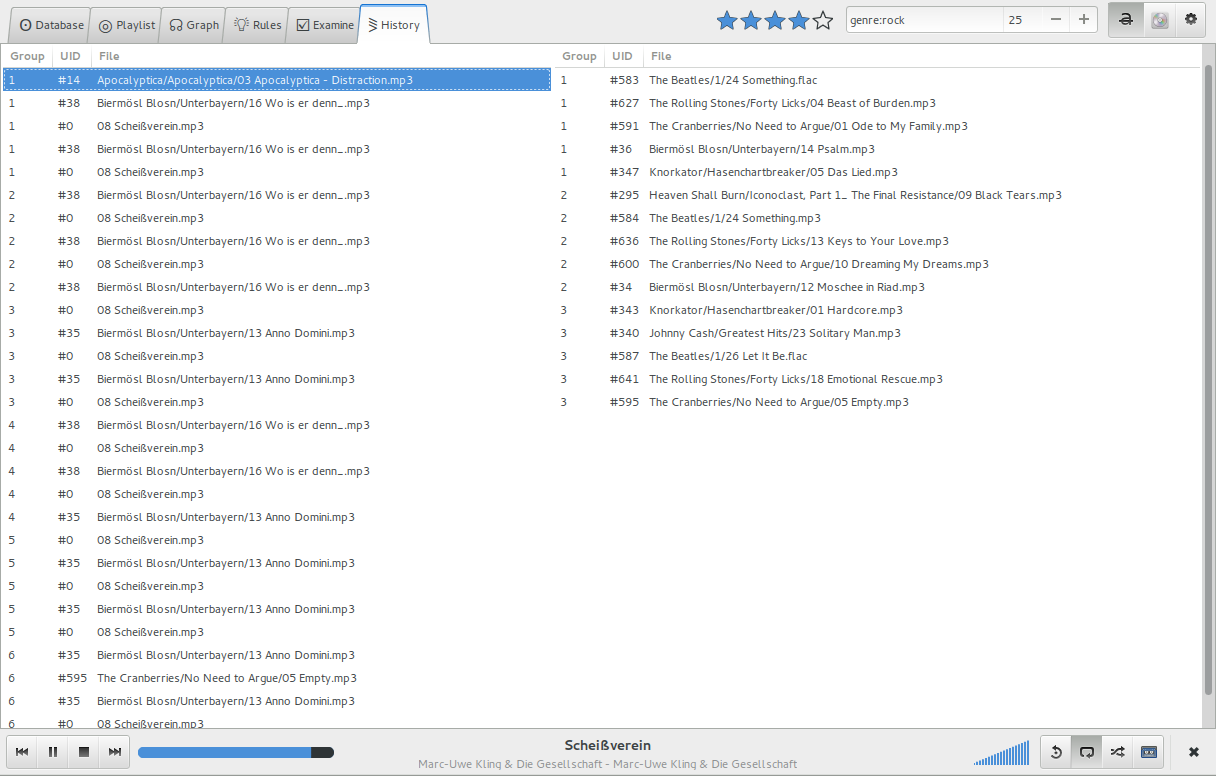 Database Playlist Graph Rules Examine History genre:rock 25
Group UID File
1 #14 Apocalyptica/Apocalyptica/03 Apocalyptica - Distraction.mp3
1 #38 Biermösl Blosn/Unterbayern/16 Wo is er denn_.mp3
1 #0 08 Scheißverein.mp3
1 #38 Biermösl Blosn/Unterbayern/16 Wo is er denn_.mp3
1 #0 08 Scheißverein.mp3
2 #38 Biermösl Blosn/Unterbayern/16 Wo is er denn_.mp3
2 #0 08 Scheißverein.mp3
2 #38 Biermösl Blosn/Unterbayern/16 Wo is er denn_.mp3
2 #0 08 Scheißverein.mp3
2 #38 Biermösl Blosn/Unterbayern/16 Wo is er denn_.mp3
3 #0 08 Scheißverein.mp3
3 #35 Biermösl Blosn/Unterbayern/13 Anno Domini.mp3
3 #0 08 Scheißverein.mp3
3 #35 Biermösl Blosn/Unterbayern/13 Anno Domini.mp3
3 #0 08 Scheißverein.mp3
4 #38 Biermösl Blosn/Unterbayern/16 Wo is er denn_.mp3
4 #0 08 Scheißverein.mp3
4 #38 Biermösl Blosn/Unterbayern/16 Wo is er denn_.mp3
4 #0 08 Scheißverein.mp3
4 #35 Biermösl Blosn/Unterbayern/13 Anno Domini.mp3
5 #0 08 Scheißverein.mp3
5 #35 Biermösl Blosn/Unterbayern/13 Anno Domini.mp3
5 #0 08 Scheißverein.mp3
5 #35 Biermösl Blosn/Unterbayern/13 Anno Domini.mp3
5 #0 08 Scheißverein.mp3
6 #35 Biermösl Blosn/Unterbayern/13 Anno Domini.mp3
6 #595 The Cranberries/No Need to Argue/05 Empty.mp3
6 #35 Biermösl Blosn/Unterbayern/13 Anno Domini.mp3
6 #0 08 Scheißverein.mp3
Group UID File
1 #583 The Beatles/1/24 Something.flac
1 #627 The Rolling Stones/Forty Licks/04 Beast of Burden.mp3
1 #591 The Cranberries/No Need to Argue/01 Ode to My Family.mp3
1 #36 Biermösl Blosn/Unterbayern/14 Psalm.mp3
1 #347 Knorkator/Hasenchartbreaker/05 Das Lied.mp3
2 #295 Heaven Shall Burn/Iconoclast, Part 1_ The Final Resistance/09 Black Tears.mp3
2 #584 The Beatles/1/24 Something.mp3
2 #636 The Rolling Stones/Forty Licks/13 Keys to Your Love.mp3
2 #600 The Cranberries/No Need to Argue/10 Dreaming My Dreams.mp3
2 #34 Biermösl Blosn/Unterbayern/12 Moschee in Riad.mp3
3 #343 Knorkator/Hasenchartbreaker/01 Hardcore.mp3
3 #340 Johnny Cash/Greatest Hits/23 Solitary Man.mp3
3 #587 The Beatles/1/26 Let It Be.flac
3 #641 The Rolling Stones/Forty Licks/18 Emotional Rescue.mp3
3 #595 The Cranberries/No Need to Argue/05 Empty.mp3
Scheißverein
Marc-Uwe Kling & Die Gesellschaft - Marc-Uwe Kling & Die Gesellschaft